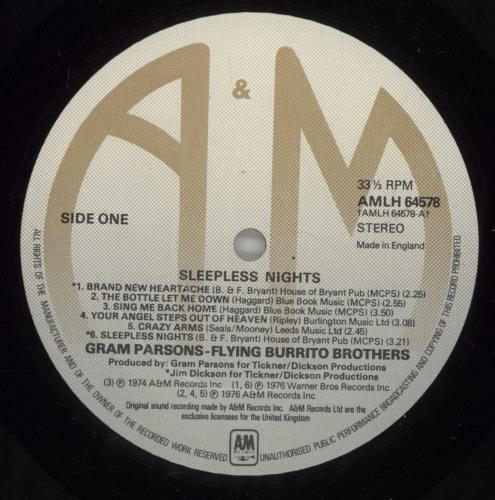 A & M
SIDE ONE
33⅓ RPM
AMLH 64578
†AMLH 64578-A†
STEREO
Made in England
SLEEPLESS NIGHTS
*1. BRAND NEW HEARTACHE (B. & F. Bryant) House of Bryant Pub (MCPS) (2.25)
2. THE BOTTLE LET ME DOWN (Haggard) Blue Book Music (MCPS) (2.55)
3. SING ME BACK HOME (Haggard) Blue Book Music (MCPS) (3.50)
4. YOUR ANGEL STEPS OUT OF HEAVEN (Ripley) Burlington Music Ltd (3.08)
5. CRAZY ARMS (Seals/Mooney) Leeds Music Ltd (2.45)
*6. SLEEPLESS NIGHTS (B. & F. Bryant) House of Bryant Pub (MCPS) (3.21)
GRAM PARSONS-FLYING BURRITO BROTHERS
Produced by: Gram Parsons for Tickner/Dickson Productions
*Jim Dickson for Tickner/Dickson Productions
(3) ℗ 1974 A&M Records Inc (1, 6) ℗ 1976 Warner Bros Records Inc
(2, 4, 5) ℗ 1976 A&M Records Inc
Original sound recording made by A&M Records Inc. A&M Records Ltd are the
exclusive licensees for the United Kingdom
AM
RECORDS
ALL RIGHTS OF THE MANUFACTURER AND OF THE OWNER OF THE RECORDED WORK RESERVED
UNAUTHORISED PUBLIC PERFORMANCE BROADCASTING AND COPYING OF THIS RECORD PROHIBITED